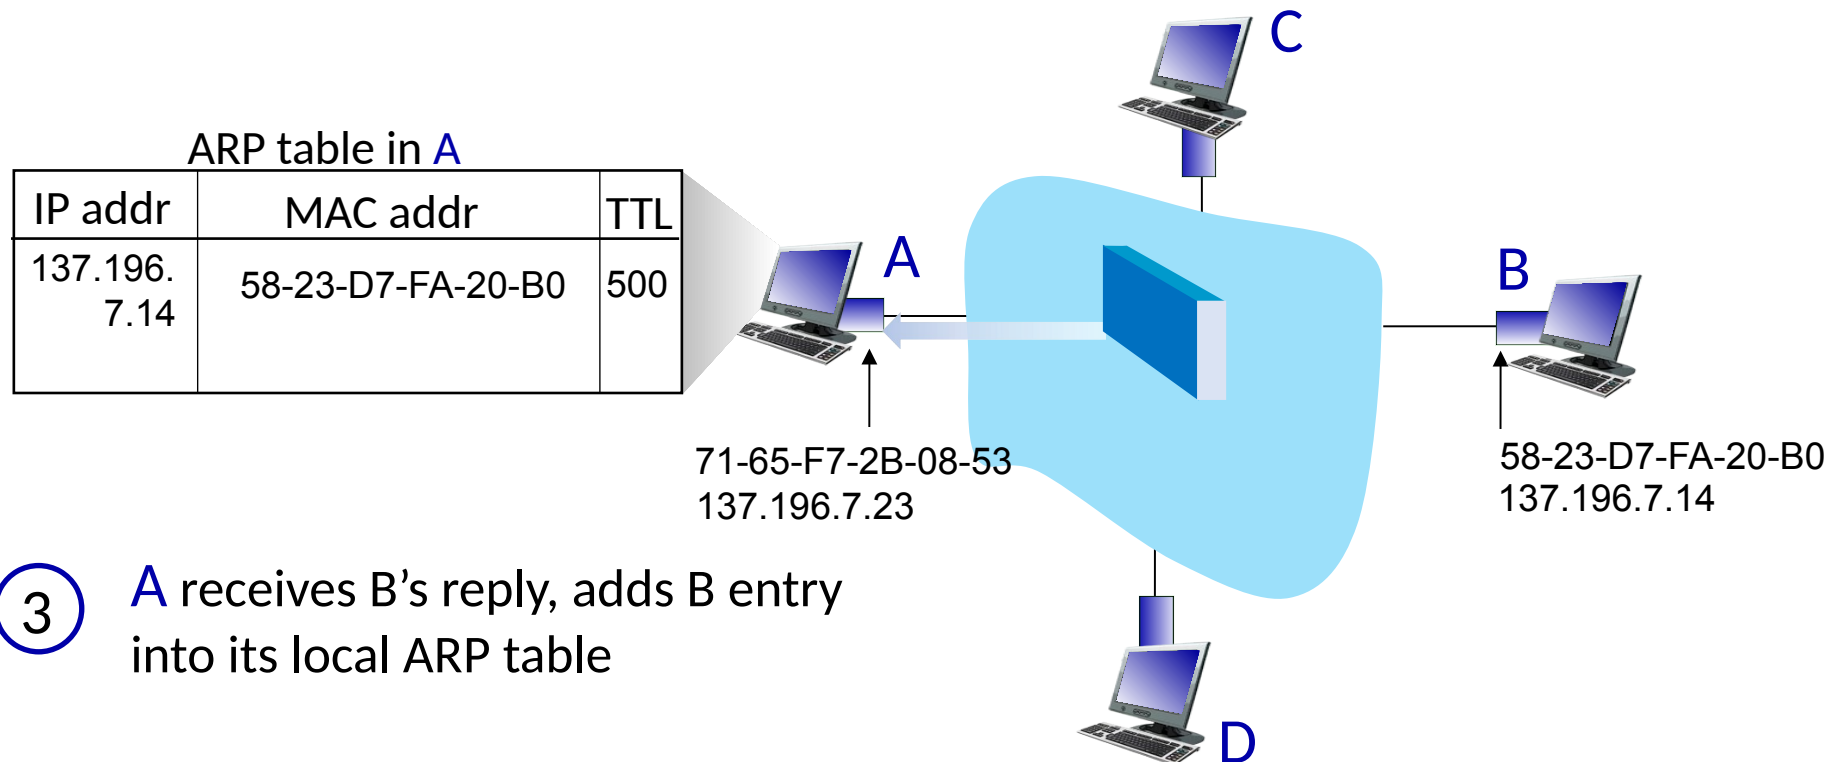 C
ARP table in A
IP addr MAC addr TTL
137.196.
7.14
58-23-D7-FA-20-B0 500
A
B
71-65-F7-2B-08-53
137.196.7.23
58-23-D7-FA-20-B0
137.196.7.14
3
A receives B’s reply, adds B entry
into its local ARP table
D